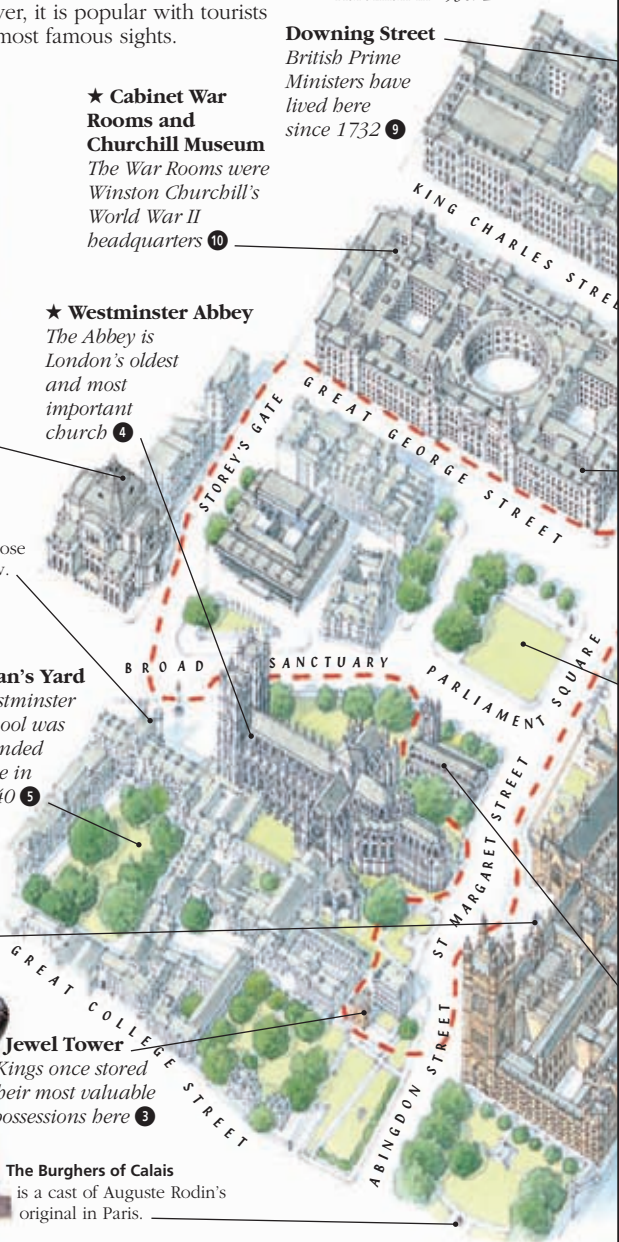 ver, it is popular with tourists
most famous sights.
Downing Street
British Prime
Ministers have
lived here
since 1732 9
★ Cabinet War
Rooms and
Churchill Museum
The War Rooms were
Winston Churchill's
World War II
headquarters 10
KING CHARLES STREE
★ Westminster Abbey
The Abbey is
London's oldest
and most
important
church 4
STOREY'S GATE
GREAT GEORGE STREET
ose
BROAD SANCTUARY
PARLIAMENT SQUARE
an's Yard
stminster
ool was
nded
e in
40 5
ST MARGARET STREET
GREAT COLLEGE STREET
Jewel Tower
Kings once stored
heir most valuable
possessions here 3
ABINGDON STREET
The Burghers of Calais
is a cast of Auguste Rodin's
original in Paris.